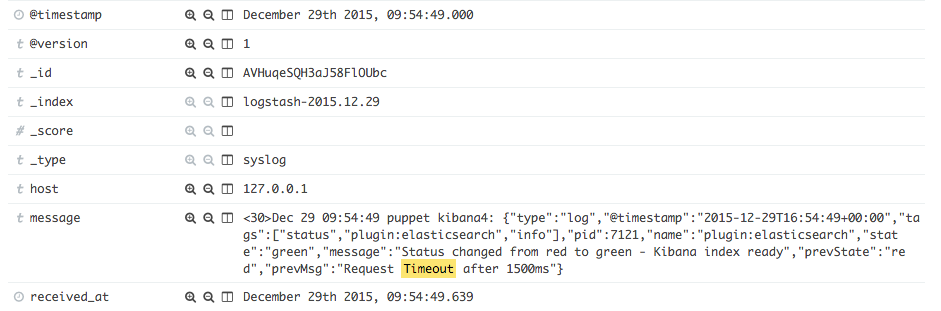 @timestamp December 29th 2015, 09:54:49.000
t @version 1
t _id AVHuqeSQH3aJ58FlOUbc
t _index logstash-2015.12.29
# _score
t _type syslog
t host 127.0.0.1
t message <30>Dec 29 09:54:49 puppet kibana4: {"type":"log","@timestamp":"2015-12-29T16:54:49+00:00","ta
gs":["status","plugin:elasticsearch","info"],"pid":7121,"name":"plugin:elasticsearch","stat
e":"green","message":"Status changed from red to green - Kibana index ready","prevState":"re
d","prevMsg":"Request Timeout after 1500ms"}
received_at December 29th 2015, 09:54:49.639